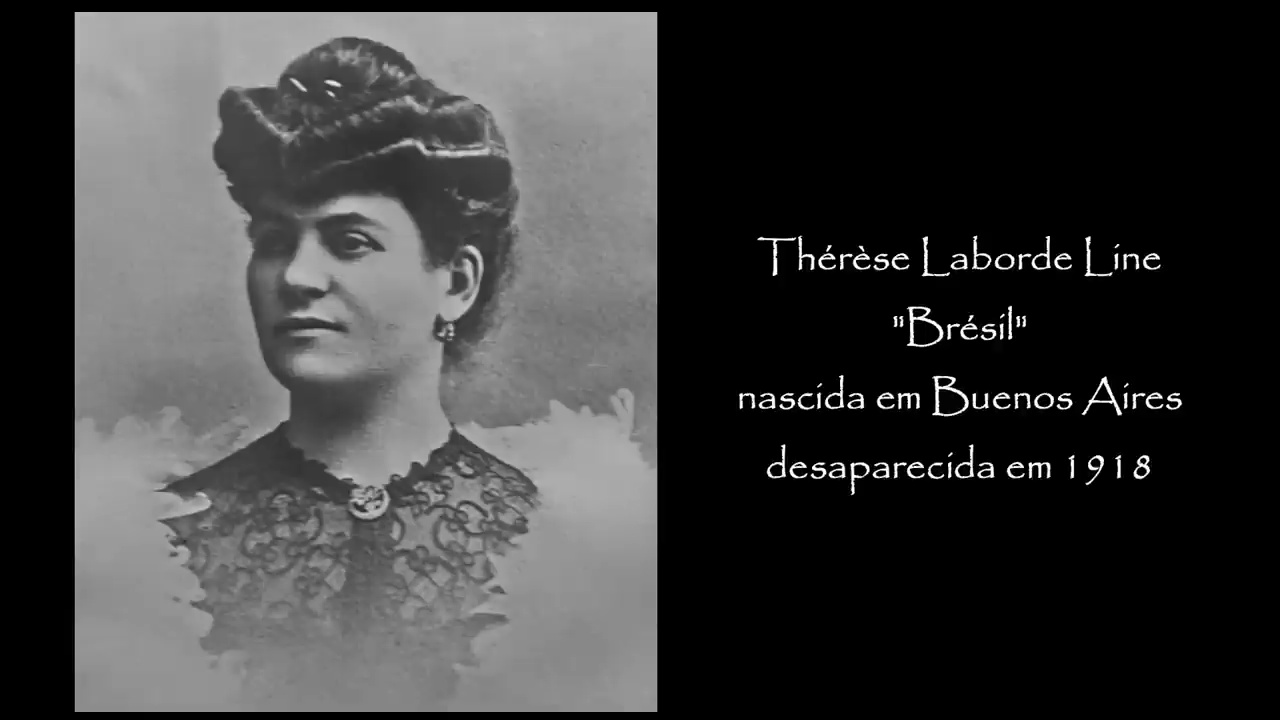 Thérèse Laborde Line
"Brésil"
nascida em Buenos Aires
desaparecida em 1918